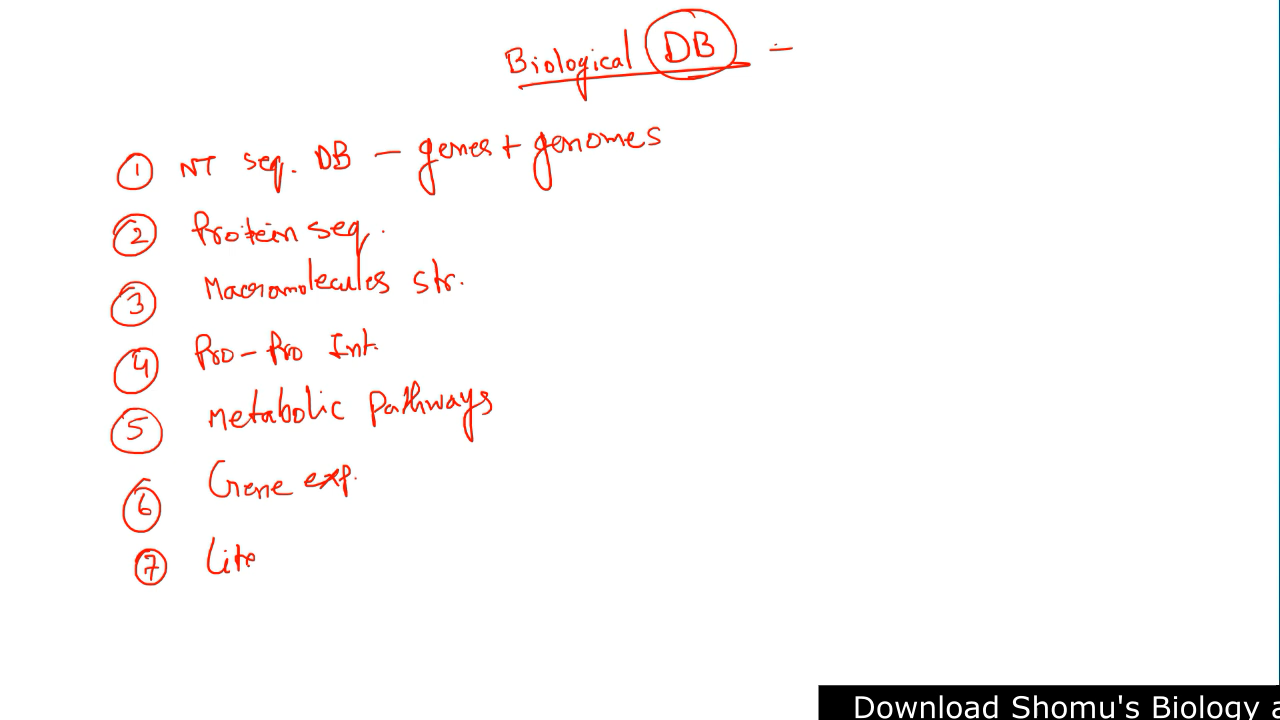 Biological DB –
① NT seq. DB – genes + genomes
② Protein seq.
③ Macromolecules str.
④ Pro-Pro Int.
⑤ Metabolic Pathways
⑥ Gene exp.
⑦ Lite
Download Shomu's Biology a